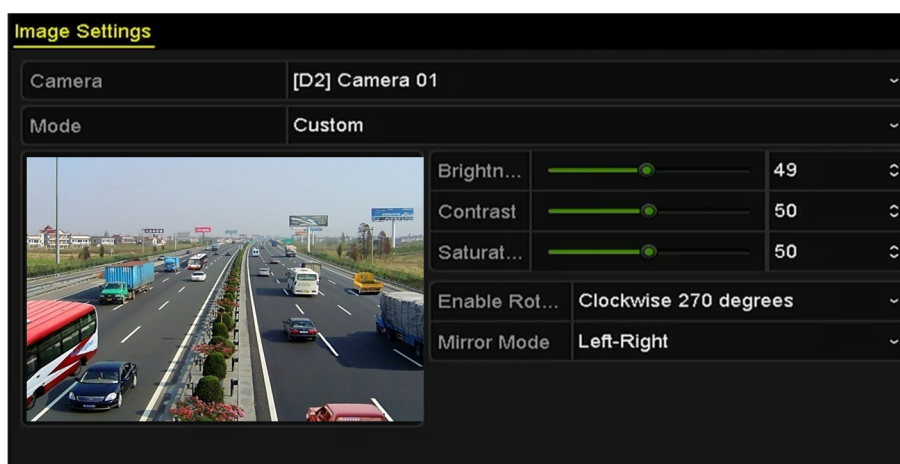 Image Settings
Camera [D2] Camera 01
Mode Custom
Brightn... 49
Contrast 50
Saturat... 50
Enable Rot... Clockwise 270 degrees
Mirror Mode Left-Right